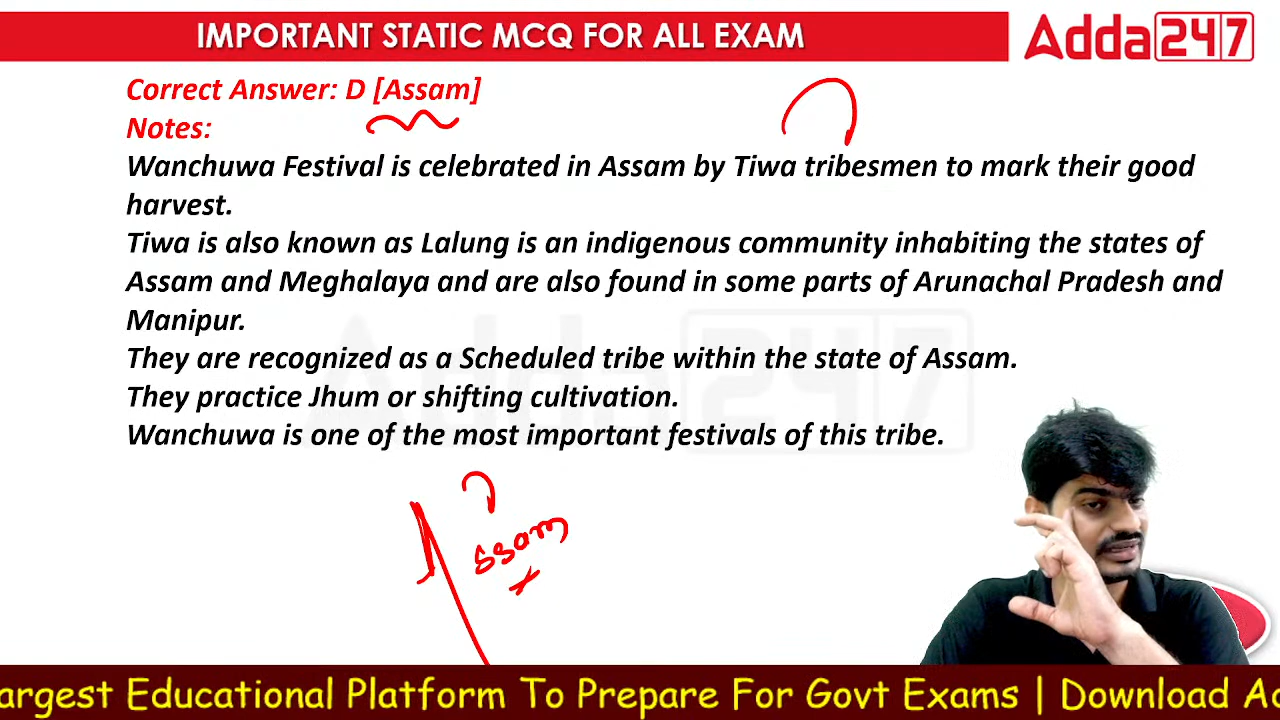 IMPORTANT STATIC MCQ FOR ALL EXAM
Adda247
Correct Answer: D [Assam]
Notes:
Wanchuwa Festival is celebrated in Assam by Tiwa tribesmen to mark their good
harvest.
Tiwa is also known as Lalung is an indigenous community inhabiting the states of
Assam and Meghalaya and are also found in some parts of Arunachal Pradesh and
Manipur.
They are recognized as a Scheduled tribe within the state of Assam.
They practice Jhum or shifting cultivation.
Wanchuwa is one of the most important festivals of this tribe.
Assam
argest Educational Platform To Prepare For Govt Exams | Download Ad